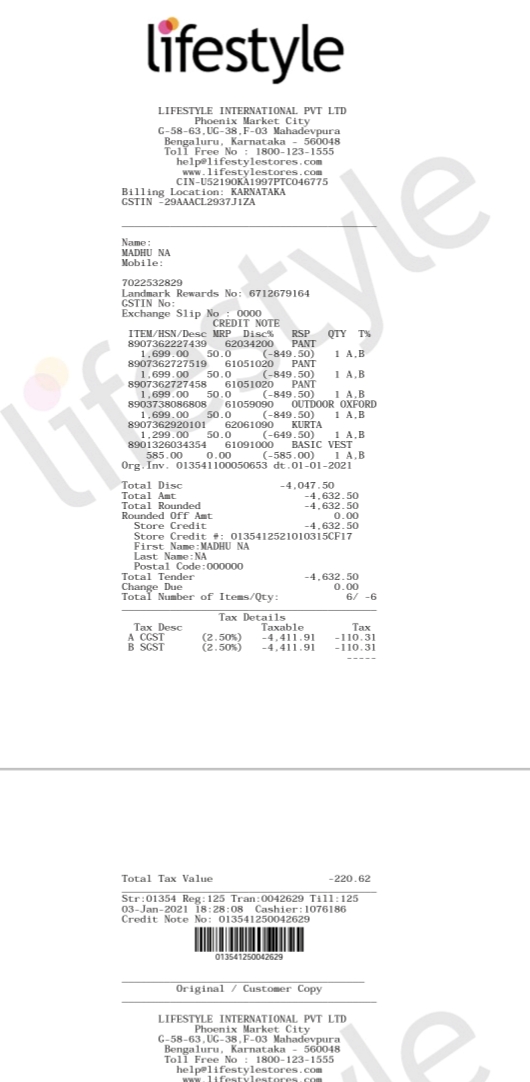 lifestyle
LIFESTYLE INTERNATIONAL PVT LTD
Phoenix Market City
G-58-63,UG-38,F-03 Mahadevpura
Bengaluru, Karnataka - 560048
Toll Free No : 1800-123-1555
help@lifestylestores.com
www.lifestylestores.com
CIN-U52190KA1997PTC046775
Billing Location: KARNATAKA
GSTIN -29AAACL2937J1ZA
Name:
MADHU NA
Mobile:
7022532829
Landmark Rewards No: 6712679164
GSTIN No:
Exchange Slip No : 0000
CREDIT NOTE
ITEM/HSN/Desc MRP Disc% RSP QTY T%
8907362227439 62034200 PANT
1,699.00 50.0 (-849.50) 1 A,B
8907362727519 61051020 PANT
1,699.00 50.0 (-849.50) 1 A,B
8907362727458 61051020 PANT
1,699.00 50.0 (-849.50) 1 A,B
8903738086808 61059090 OUTDOOR OXFORD
1,699.00 50.0 (-849.50) 1 A,B
8907362920101 62061090 KURTA
1,299.00 50.0 (-649.50) 1 A,B
8901326034354 61091000 BASIC VEST
585.00 0.00 (-585.00) 1 A,B
Org.Inv. 013541100050653 dt.01-01-2021
Total Disc -4,047.50
Total Amt -4,632.50
Total Rounded -4,632.50
Rounded Off Amt 0.00
Store Credit -4,632.50
Store Credit #: 0135412521010315CF17
First Name:MADHU NA
Last Name:NA
Postal Code:000000
Total Tender -4,632.50
Change Due 0.00
Total Number of Items/Qty: 6/ -6
Tax Details
Tax Desc Taxable Tax
A CGST (2.50%) -4,411.91 -110.31
B SGST (2.50%) -4,411.91 -110.31
-----
Total Tax Value -220.62
Str:01354 Reg:125 Tran:0042629 Till:125
03-Jan-2021 18:28:08 Cashier:1076186
Credit Note No: 013541250042629
013541250042629
Original / Customer Copy
LIFESTYLE INTERNATIONAL PVT LTD
Phoenix Market City
G-58-63,UG-38,F-03 Mahadevpura
Bengaluru, Karnataka - 560048
Toll Free No : 1800-123-1555
help@lifestylestores.com
www.lifestylestores.com
lifestyle